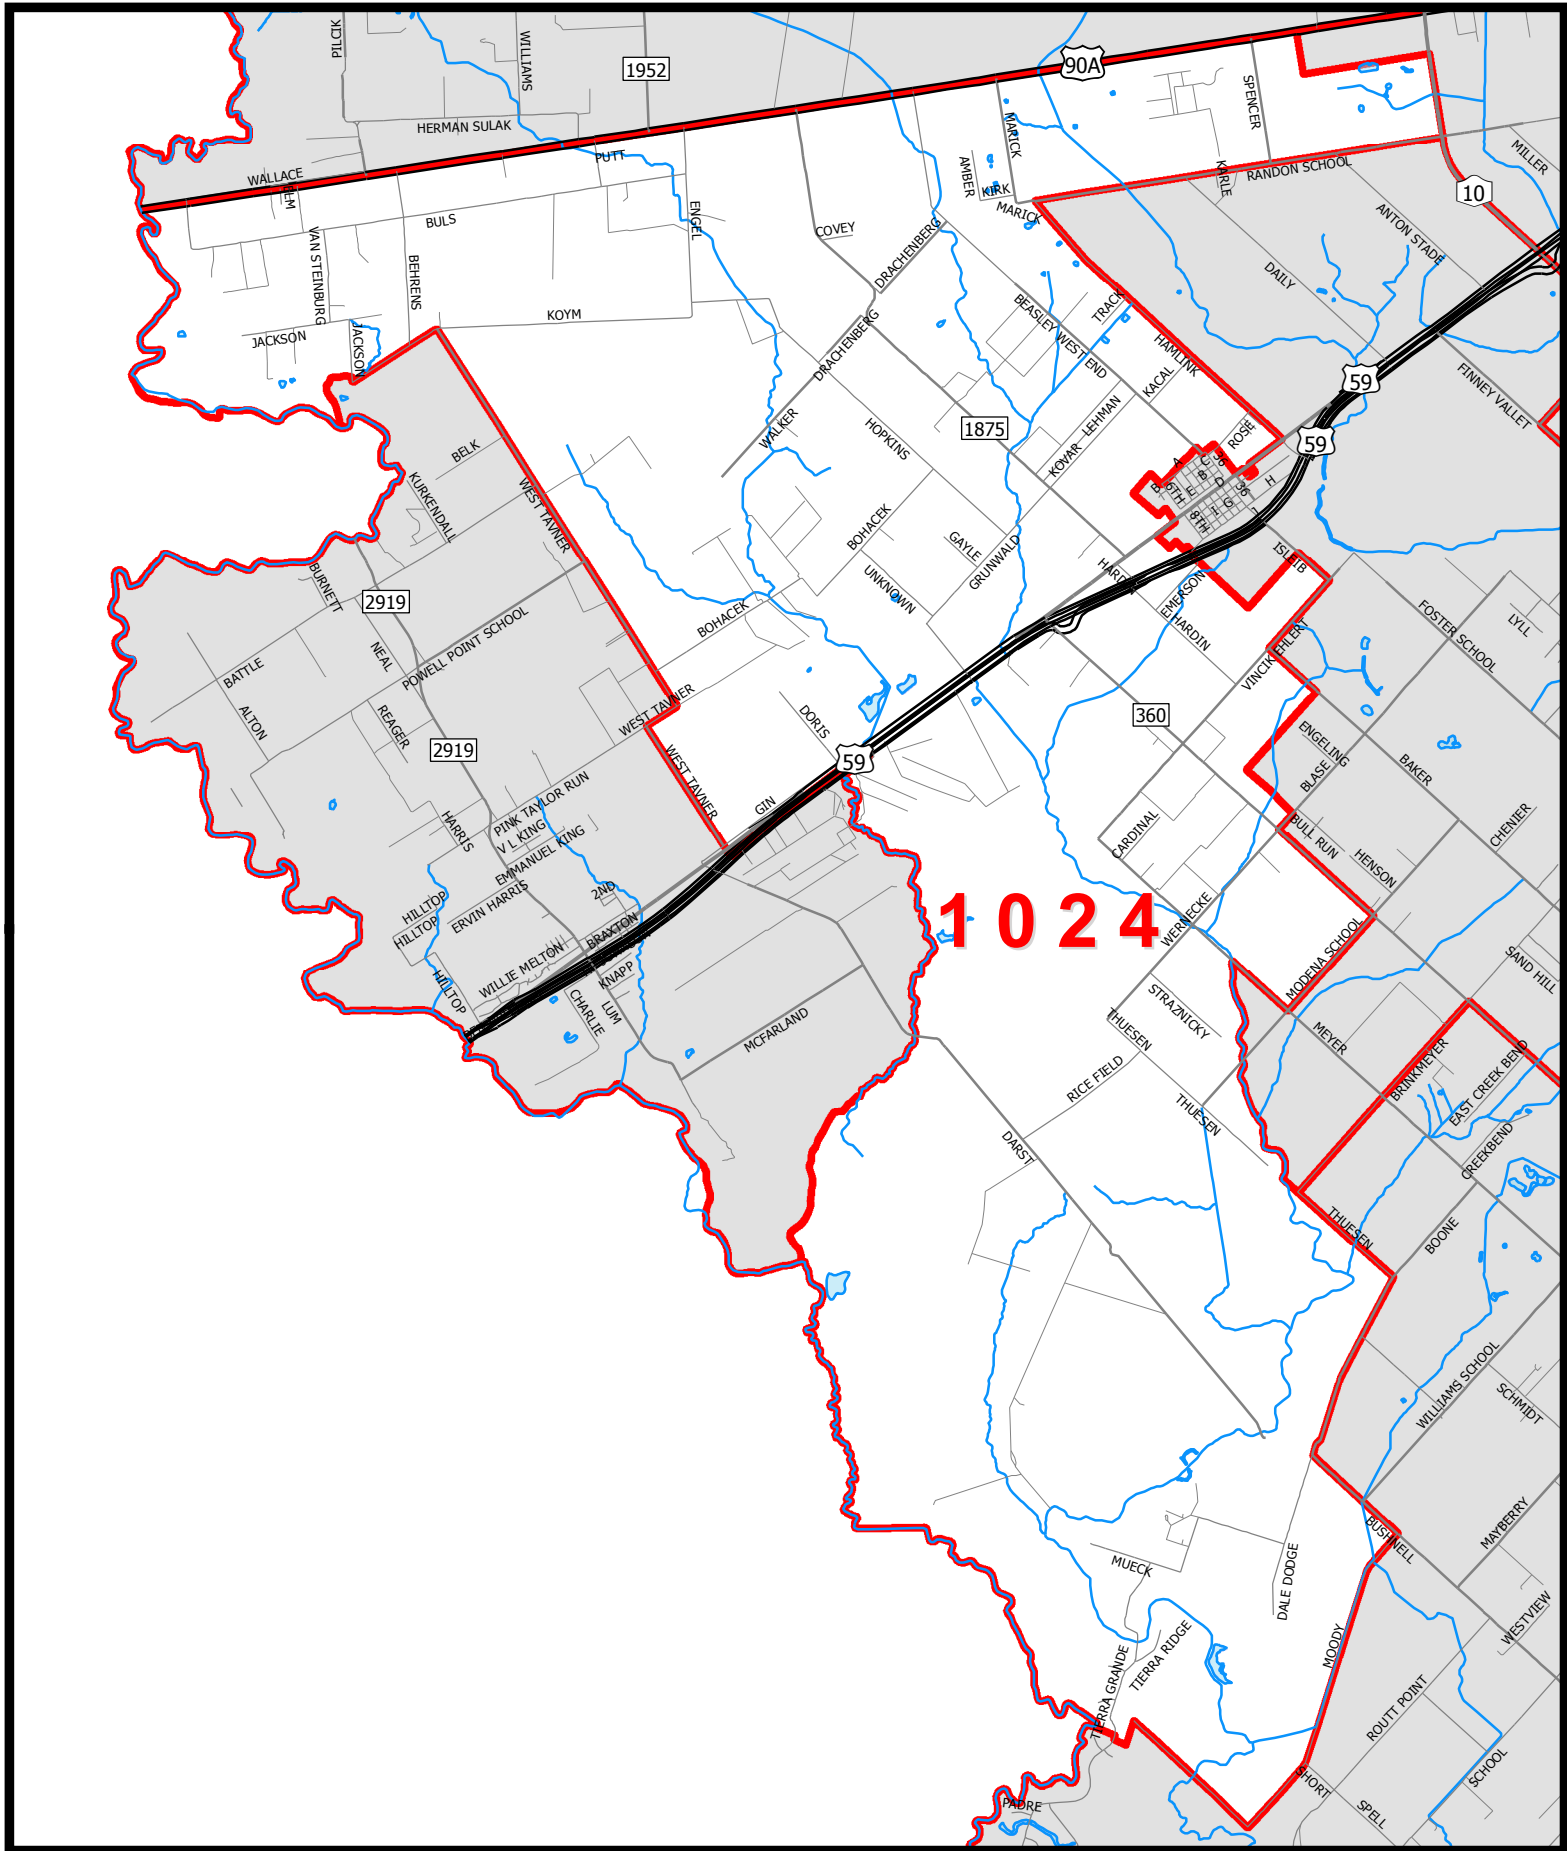 PILCIK
WILLIAMS
1952
90A
SPENCER
HERMAN SULAK
MARICK
MILLER
PUTT
WALLACE
ELM
AMBER
KIRK
KARLE
RANDON SCHOOL
10
MARICK
BULS
ENGEL
COVEY
DRACHENBERG
ANTON STADE
VAN STEINBURG
BEHRENS
DAILY
KOYM
BEASLEY WEST END
TRACK
JACKSON
JACKSON
DRACHENBERG
HAMLINK
59
KACAL
FINNEY VALLET
WALKER
HOPKINS
1875
LEHMAN
KOVAR
ROSE
59
BELK
KURKENDALL
WEST TAVNER
A
C
36
B
6TH
E
8
D
36
H
G
I
8TH
BOHACEK
GAYLE
GRUNWALD
ISLEIB
BURNETT
2919
UNKNOWN
HARDIN
EMERSON
HARDIN
BOHACEK
FOSTER SCHOOL
LYLL
NEAL
POWELL POINT SCHOOL
BATTLE
VINCIK EHLERT
ALTON
REAGER
WEST TAVNER
DORIS
360
2919
WEST TAVNER
59
ENGELING
BLASE
BAKER
GIN
HARRIS
PINK TAYLOR RUN
V L KING
EMMANUEL KING
CARDINAL
BULL RUN
CHENIER
HENSON
HILLTOP
HILLTOP
ERVIN HARRIS
2ND
BRAXTON
1024
WERNECKE
WILLIE MELTON
KNAPP
MODENA SCHOOL
SAND HILL
HILLTOP
CHARLIE
LUM
MCFARLAND
STRAZNICKY
THUESEN
MEYER
RICE FIELD
BRINKMEYER
EAST CREEK BEND
THUESEN
DARST
CREEKBEND
THUESEN
BOONE
WILLIAMS SCHOOL
SCHMIDT
BUSHNELL
MAYBERRY
MUECK
DALE DODGE
WESTVIEW
MOODY
TIERRA RIDGE
TIERRA GRANDE
ROUTT POINT
SCHOOL
SHORT
SPELL
PADRE